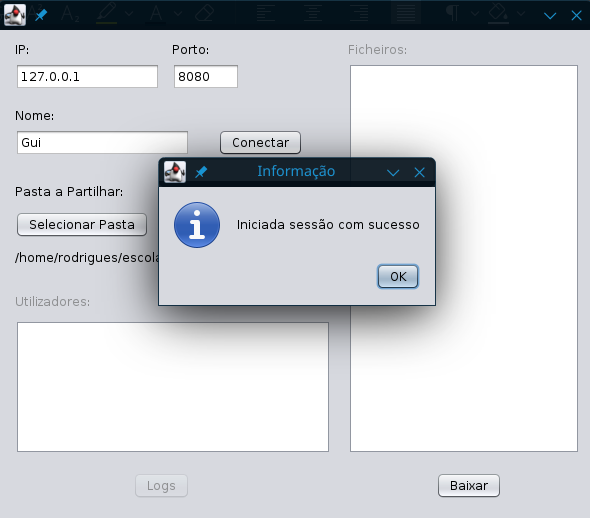 IP:
Porto:
Ficheiros:
127.0.0.1
8080
Nome:
Gui
Conectar
Informação
Pasta a Partilhar:
Selecionar Pasta
Iniciada sessão com sucesso
/home/rodrigues/escola
OK
Utilizadores:
Logs
Baixar